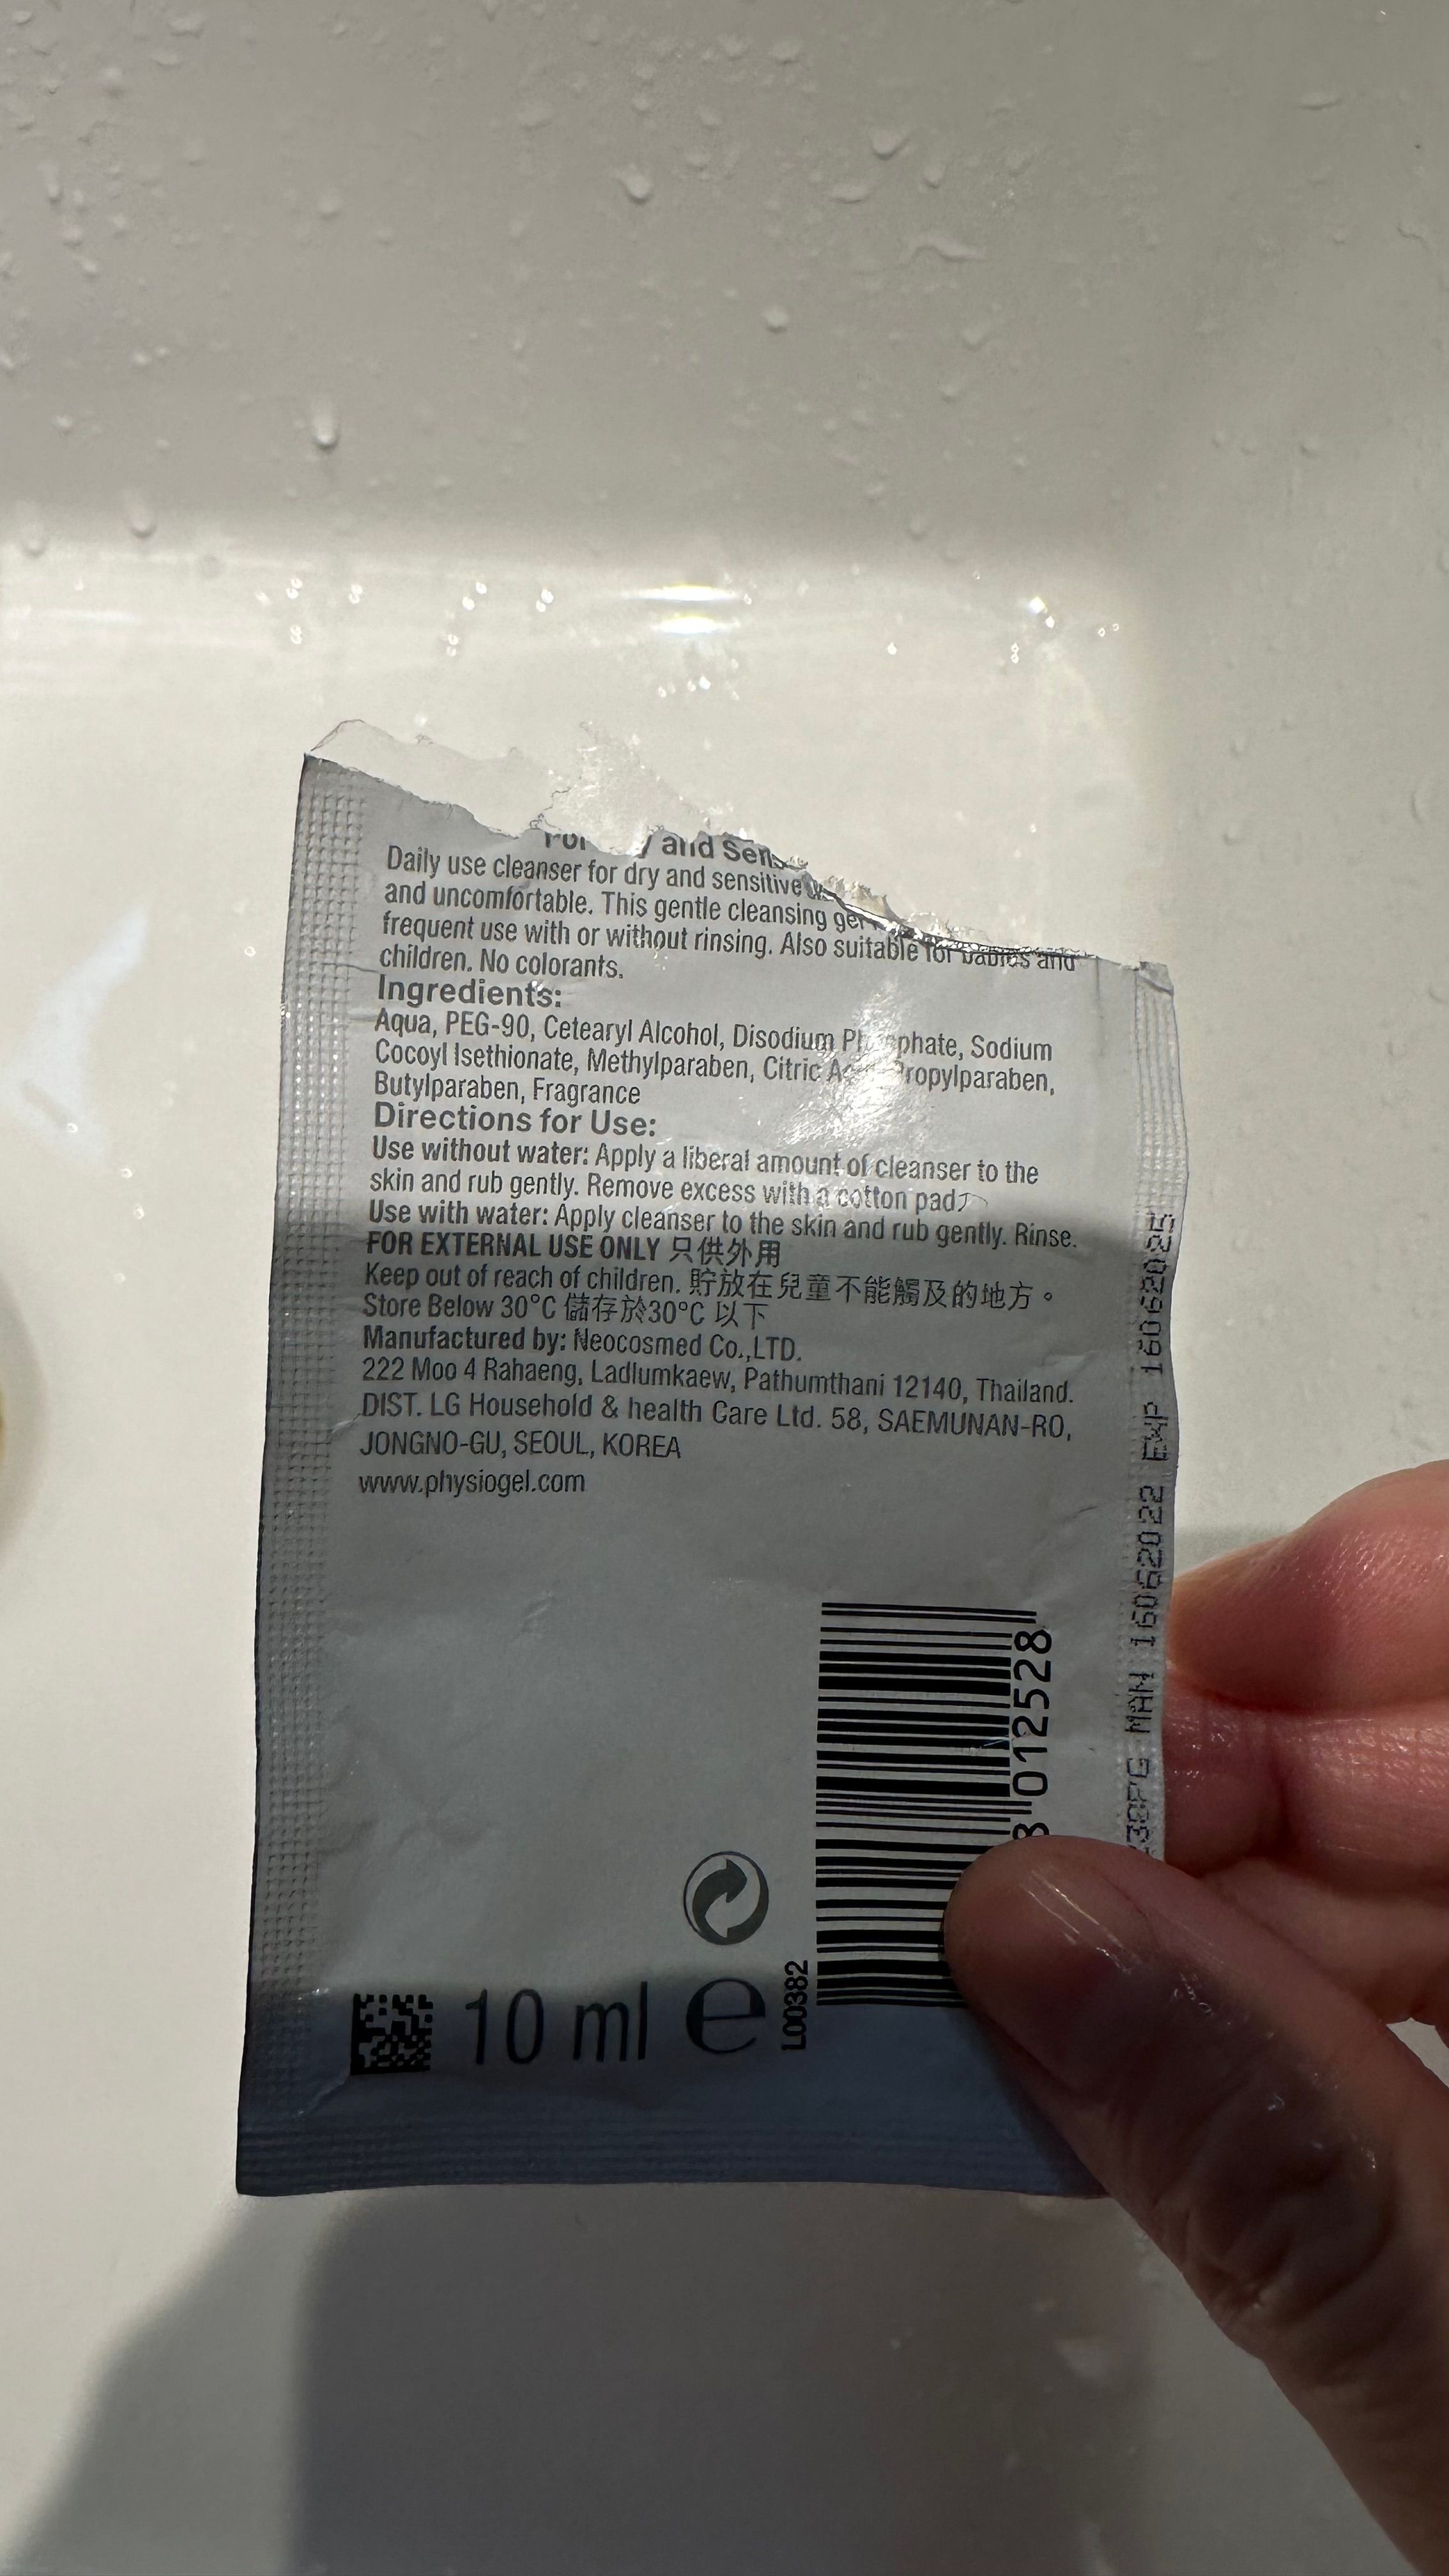 and
Daily use cleanser for dry and sensitive
and uncomfortable. This gentle cleansing gel
frequent use with or without rinsing. Also suitable for babies and
children. No colorants.
Ingredients:
Aqua, PEG-90, Cetearyl Alcohol, Disodium Sodium
Cocoyl Isethionate, Methylparaben, Citric Propylparaben,
Butylparaben, Fragrance
Directions for Use:
Use without water: Apply a liberal amount of cleanser to the
skin and rub gently. Remove excess with a cotton pad
Use with water: Apply cleanser to the skin and rub gently. Rinse.
FOR EXTERNAL USE ONLY 只供外用
Keep out of reach of children. 貯放在兒童不能觸及的地方。
Store Below 30°C 儲存於30°C 以下
Manufactured by: Neocosmed Co.,LTD.
222 Moo 4 Rahaeng, Ladlumkaew, Pathumthani 12140, Thailand.
DIST. LG Household & health Care Ltd. 58, SAEMUNAN-RO,
JONGNO-GU, SEOUL, KOREA
www.physiogel.com
10 ml e
L00382
012528
MAN 16062022 EXP 16062025